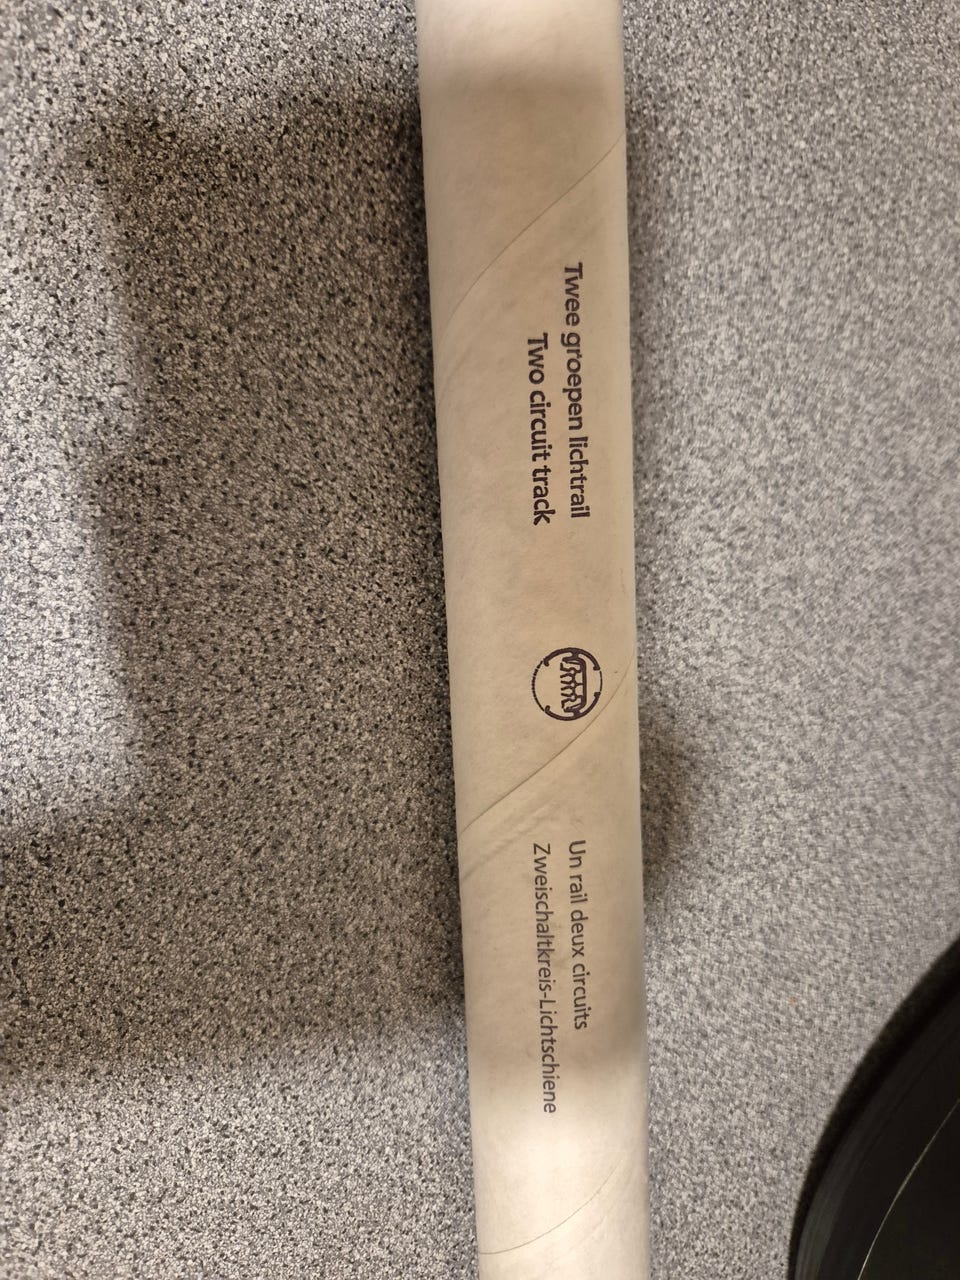 Twee groepen lichtrail
Two circuit track
Un rail deux circuits
Zweischaltkreis-Lichtschiene